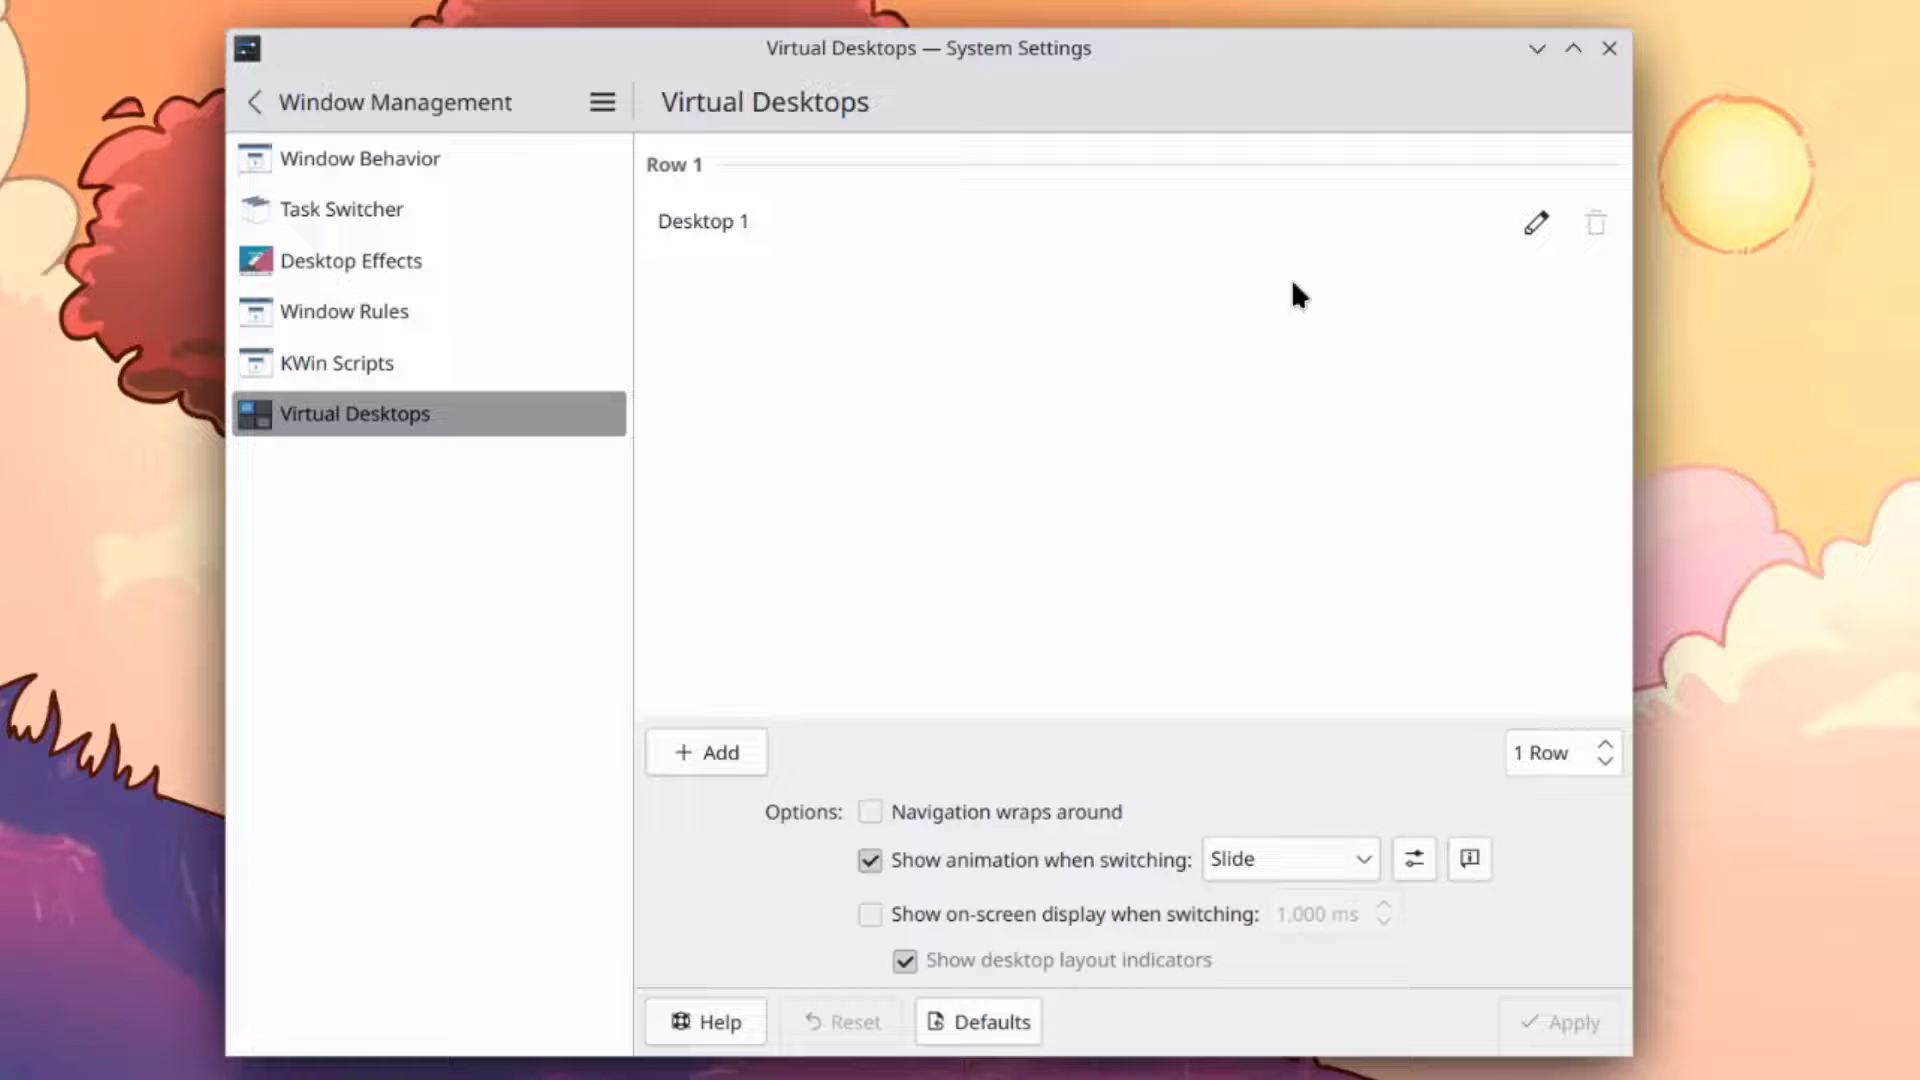 Virtual Desktops — System Settings
Window Management
Virtual Desktops
Window Behavior
Task Switcher
Desktop Effects
Window Rules
KWin Scripts
Virtual Desktops
Row 1
Desktop 1
Add
1 Row
Options:
Navigation wraps around
Show animation when switching:
Slide
Show on-screen display when switching:
1,000 ms
Show desktop layout indicators
Help
Reset
Defaults
Apply